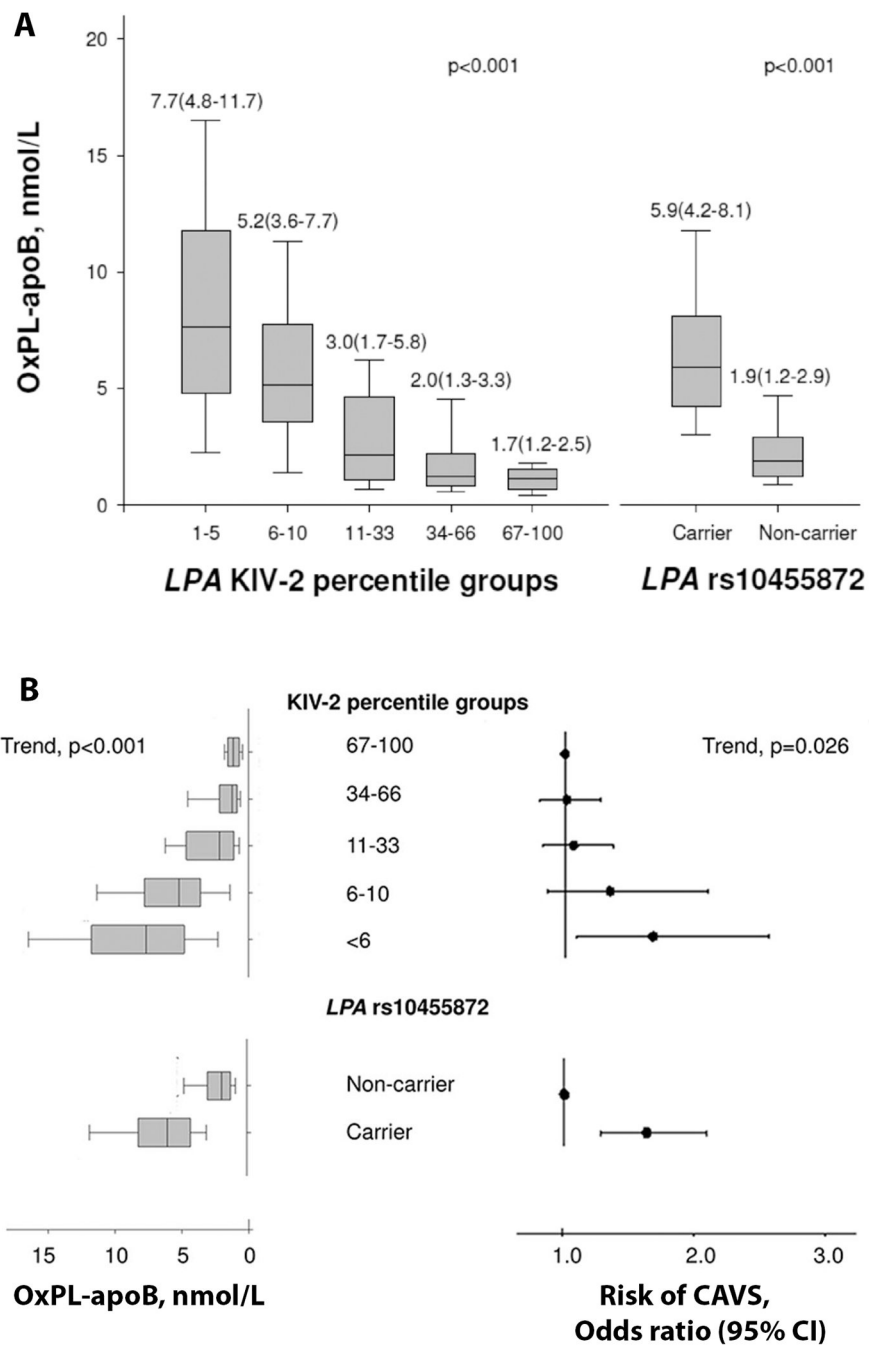 A
OxPL-apoB, nmol/L
20
15
10
5
0
p<0.001
p<0.001
7.7(4.8-11.7)
5.2(3.6-7.7)
3.0(1.7-5.8)
2.0(1.3-3.3)
1.7(1.2-2.5)
5.9(4.2-8.1)
1.9(1.2-2.9)
1-5 6-10 11-33 34-66 67-100 Carrier Non-carrier
LPA KIV-2 percentile groups LPA rs10455872
B
KIV-2 percentile groups
Trend, p<0.001 67-100 Trend, p=0.026
34-66
11-33
6-10
<6
LPA rs10455872
Non-carrier
Carrier
15 10 5 0 1.0 2.0 3.0
OxPL-apoB, nmol/L Risk of CAVS,
Odds ratio (95% CI)